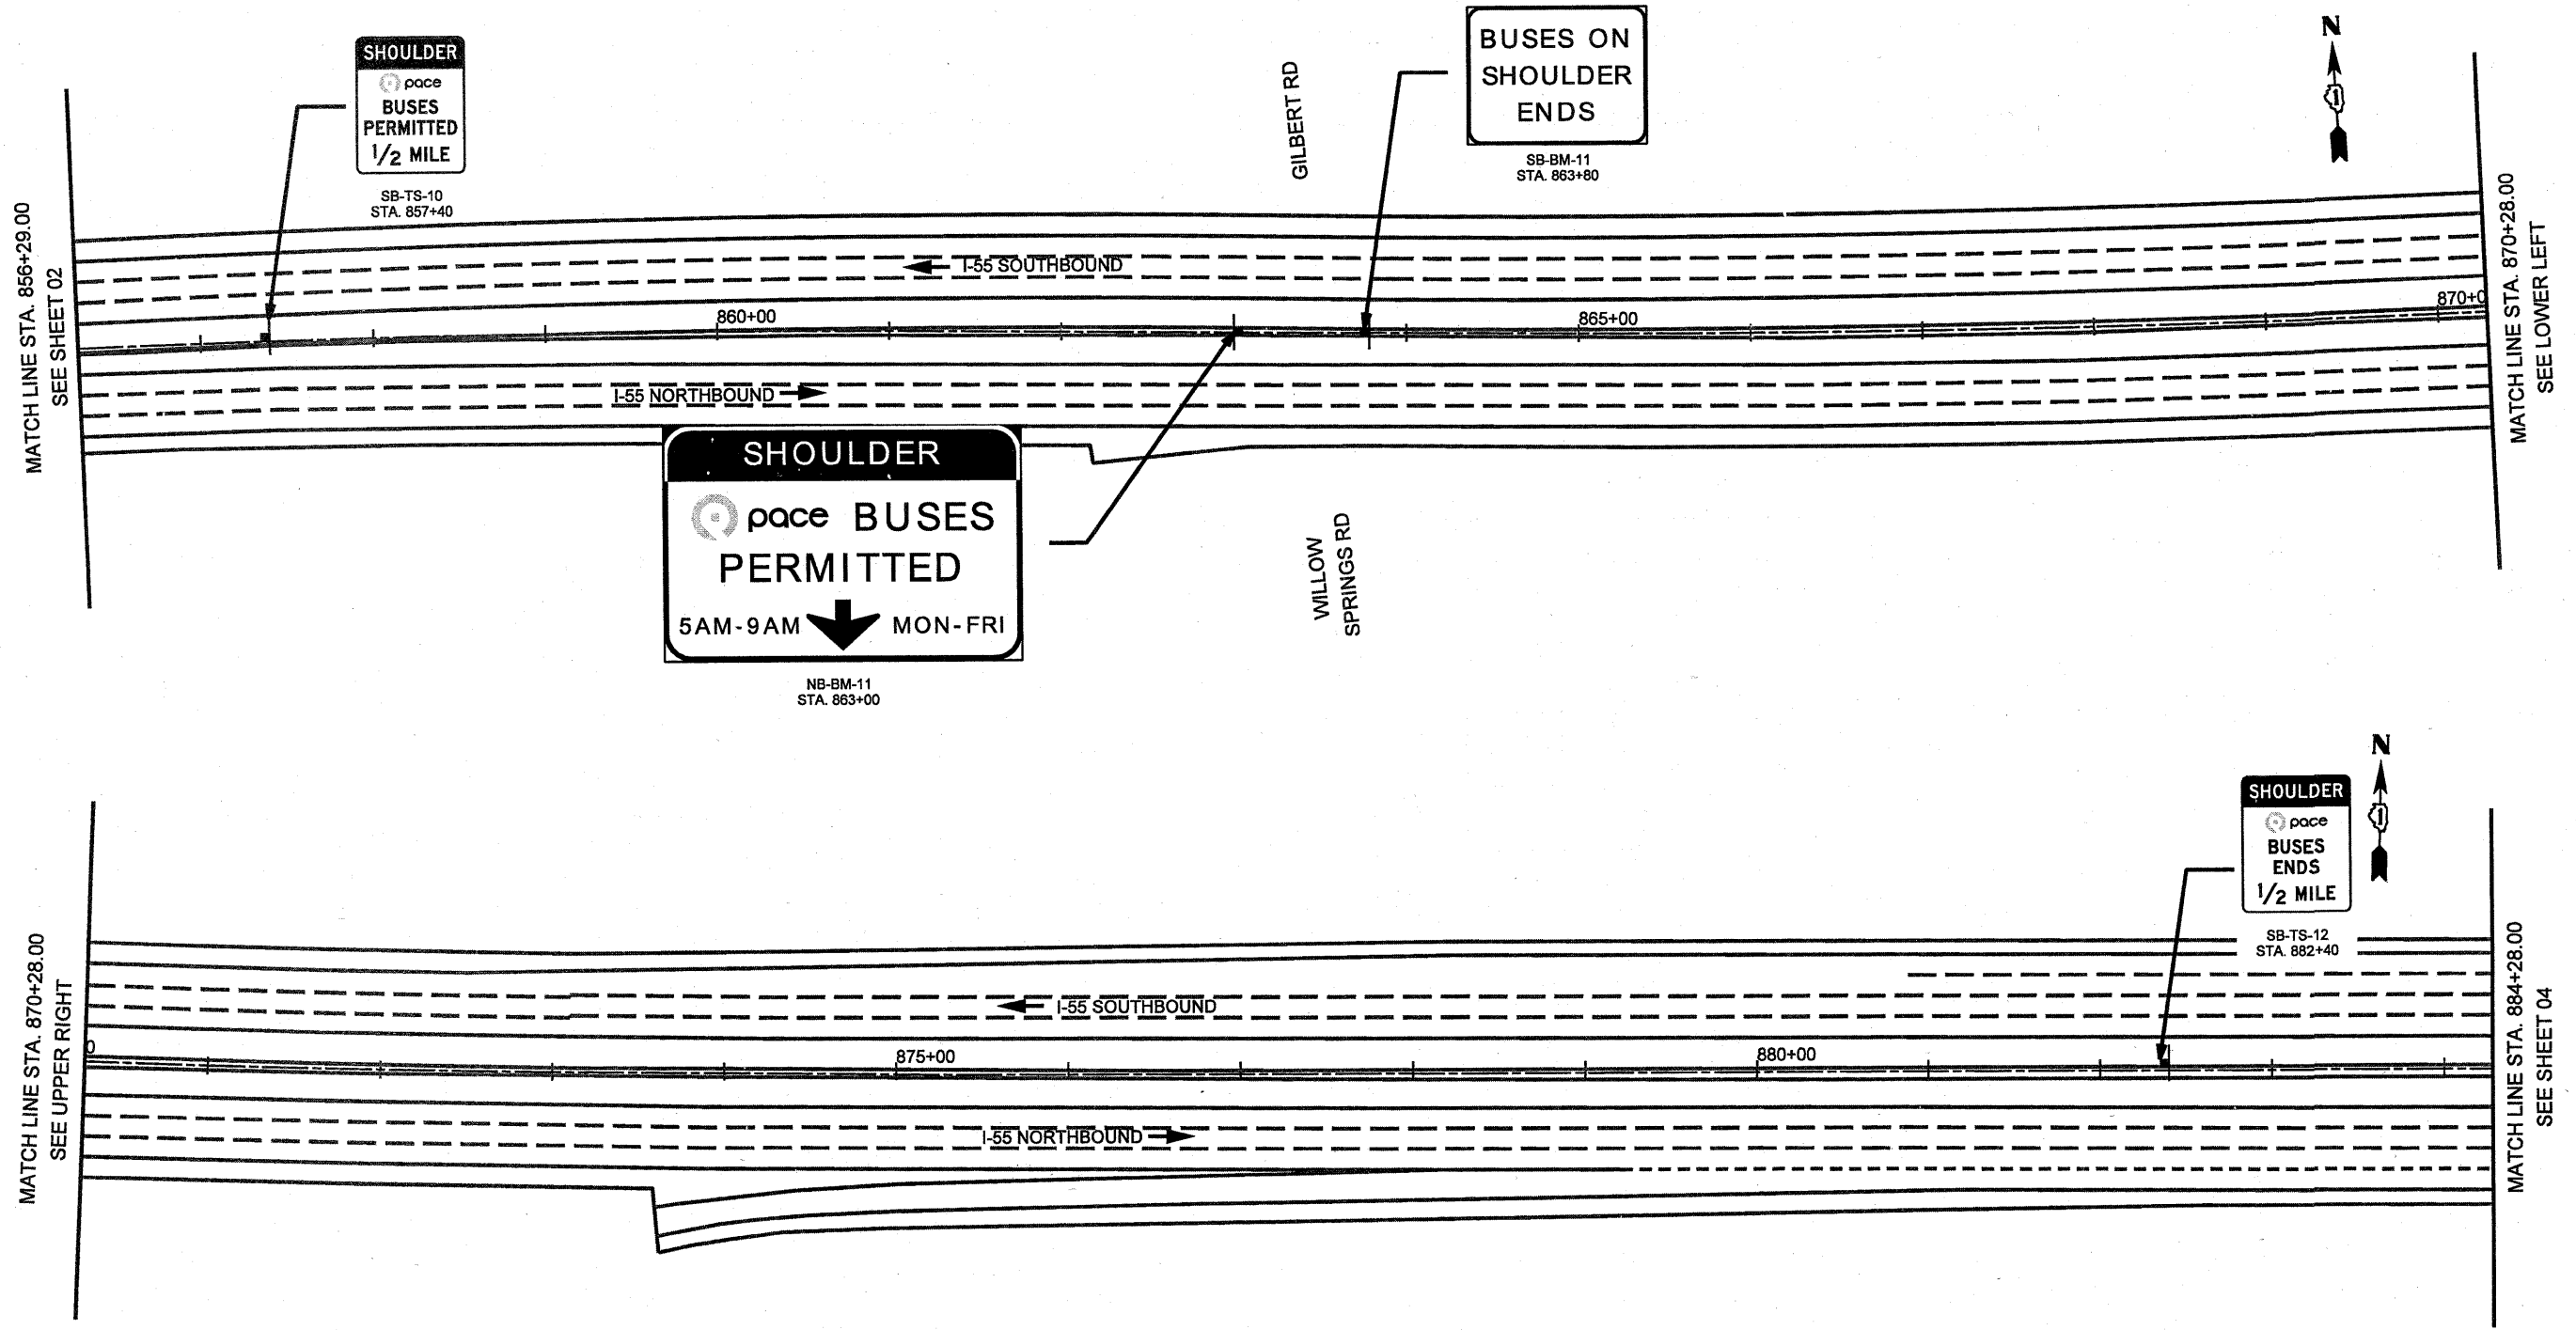 SHOULDER
pace
BUSES
PERMITTED
1/2 MILE
SB-TS-10
STA. 857+40
GILBERT RD
BUSES ON
SHOULDER
ENDS
SB-BM-11
STA. 863+80
N
1
MATCH LINE STA. 856+29.00
SEE SHEET 02
I-55 SOUTHBOUND
860+00
865+00
870+0
I-55 NORTHBOUND
MATCH LINE STA. 870+28.00
SEE LOWER LEFT
SHOULDER
pace BUSES
PERMITTED
5AM-9AM MON-FRI
NB-BM-11
STA. 863+00
WILLOW
SPRINGS RD
N
1
SHOULDER
pace
BUSES
ENDS
1/2 MILE
SB-TS-12
STA. 882+40
MATCH LINE STA. 870+28.00
SEE UPPER RIGHT
I-55 SOUTHBOUND
0
875+00
880+00
I-55 NORTHBOUND
MATCH LINE STA. 884+28.00
SEE SHEET 04